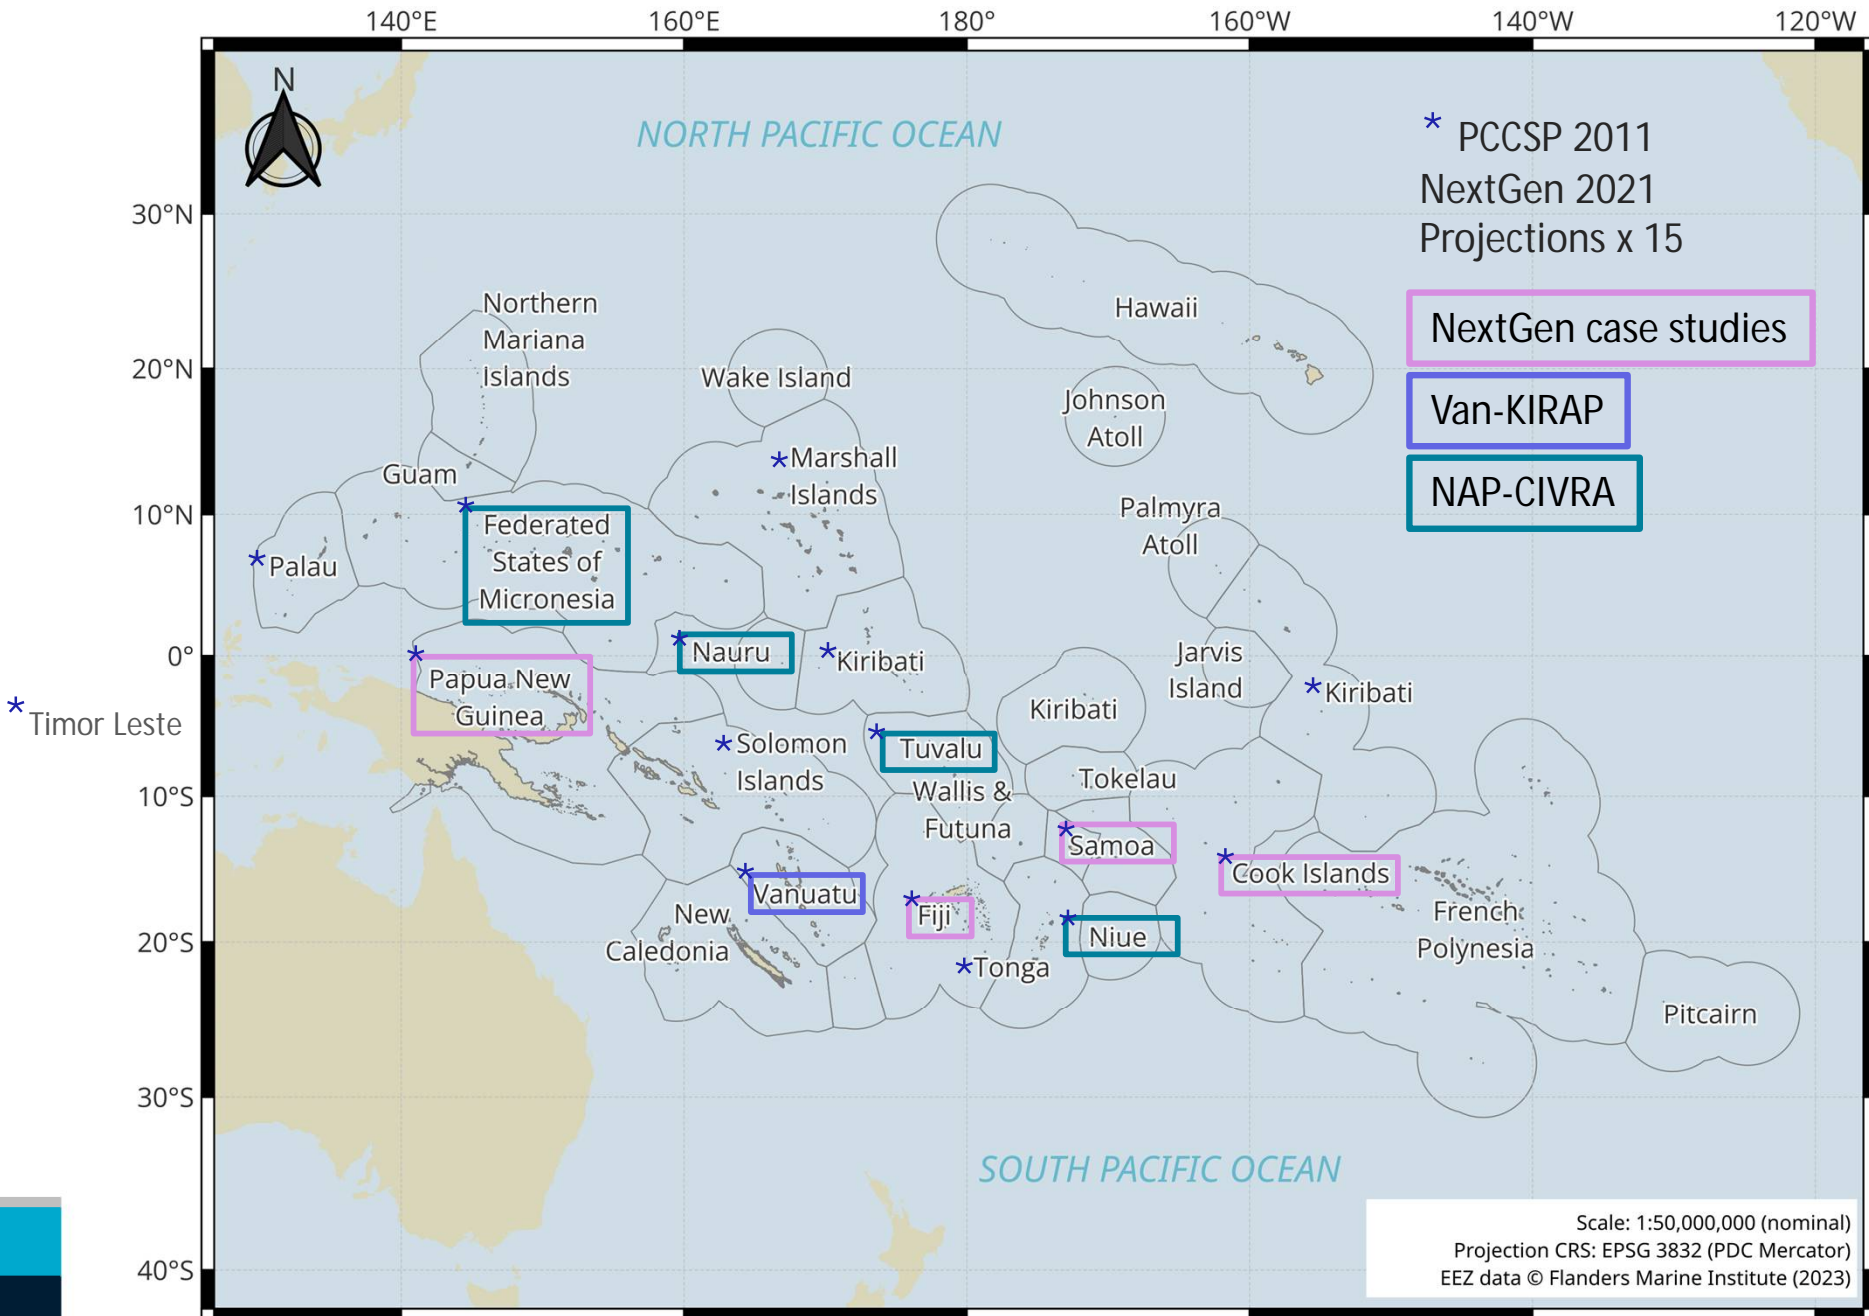 140°E
160°E
180°
160°W
140°W
120°W
N
NORTH PACIFIC OCEAN
* PCCSP 2011
NextGen 2021
Projections x 15
NextGen case studies
Van-KIRAP
NAP-CIVRA
30°N
20°N
10°N
0°
10°S
20°S
30°S
40°S
Northern
Mariana
Islands
Hawaii
Wake Island
Johnson
Atoll
Guam
* Marshall
Islands
Palmyra
Atoll
* Federated
States of
Micronesia
* Palau
* Nauru
* Kiribati
Jarvis
Island
* Kiribati
* Papua New
Guinea
Kiribati
* Timor Leste
* Solomon
Islands
* Tuvalu
Wallis &
Futuna
Tokelau
* Samoa
* Cook Islands
* Vanuatu
* Fiji
New
Caledonia
French
Polynesia
* Niue
* Tonga
Pitcairn
SOUTH PACIFIC OCEAN
Scale: 1:50,000,000 (nominal)
Projection CRS: EPSG 3832 (PDC Mercator)
EEZ data © Flanders Marine Institute (2023)